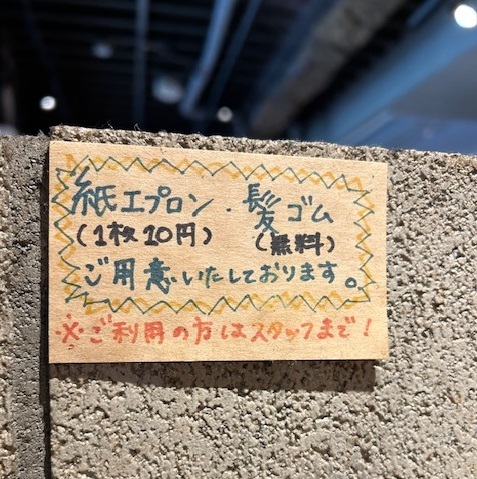 紙エプロン・髪ゴム
(1枚10円) (無料)
ご用意いたしております。
※ご利用の方はスタッフまで!